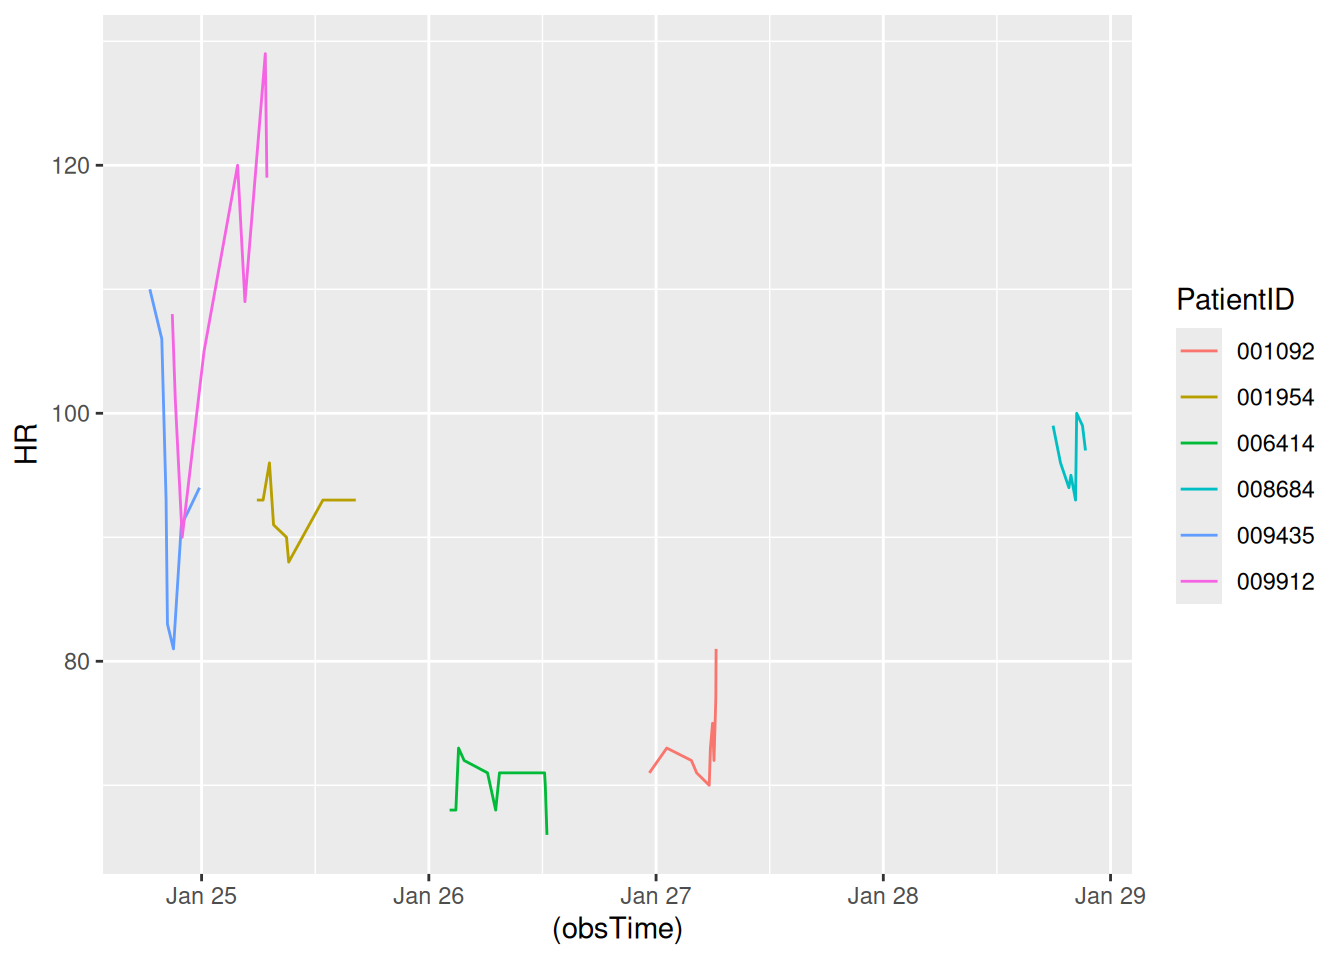 120
100
80
HR
Jan 25
Jan 26
Jan 27
Jan 28
Jan 29
(obsTime)
PatientID
001092
001954
006414
008684
009435
009912